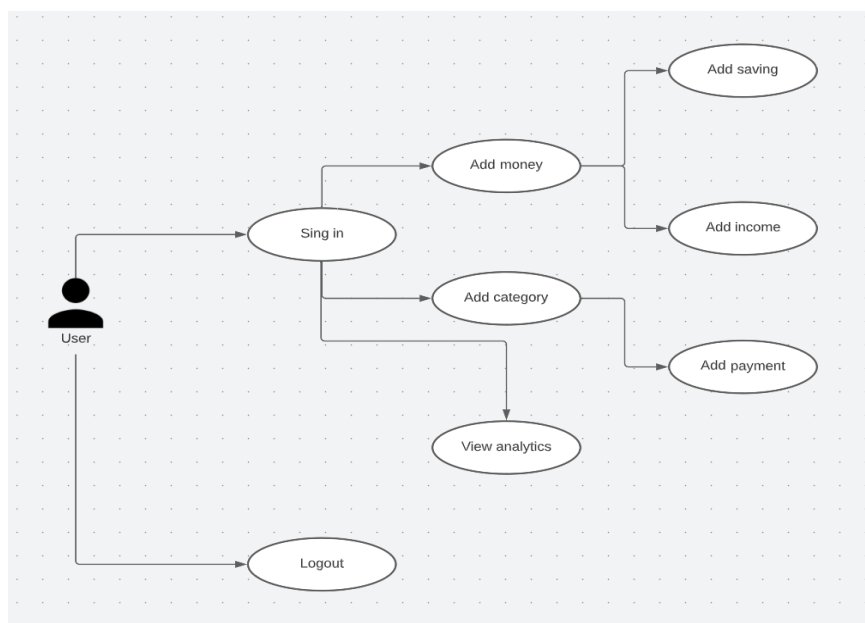 Add saving
Add money
Add income
Sing in
Add category
User
Add payment
View analytics
Logout